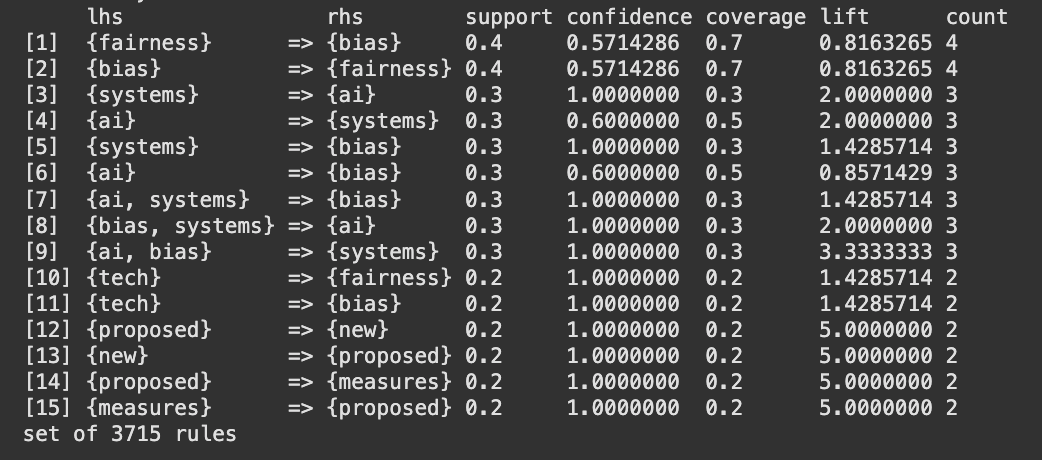 lhs rhs support confidence coverage lift count
[1] {fairness} => {bias} 0.4 0.5714286 0.7 0.8163265 4
[2] {bias} => {fairness} 0.4 0.5714286 0.7 0.8163265 4
[3] {systems} => {ai} 0.3 1.0000000 0.3 2.0000000 3
[4] {ai} => {systems} 0.3 0.6000000 0.5 2.0000000 3
[5] {systems} => {bias} 0.3 1.0000000 0.3 1.4285714 3
[6] {ai} => {bias} 0.3 0.6000000 0.5 0.8571429 3
[7] {ai, systems} => {bias} 0.3 1.0000000 0.3 1.4285714 3
[8] {bias, systems} => {ai} 0.3 1.0000000 0.3 2.0000000 3
[9] {ai, bias} => {systems} 0.3 1.0000000 0.3 3.3333333 3
[10] {tech} => {fairness} 0.2 1.0000000 0.2 1.4285714 2
[11] {tech} => {bias} 0.2 1.0000000 0.2 1.4285714 2
[12] {proposed} => {new} 0.2 1.0000000 0.2 5.0000000 2
[13] {new} => {proposed} 0.2 1.0000000 0.2 5.0000000 2
[14] {proposed} => {measures} 0.2 1.0000000 0.2 5.0000000 2
[15] {measures} => {proposed} 0.2 1.0000000 0.2 5.0000000 2
set of 3715 rules